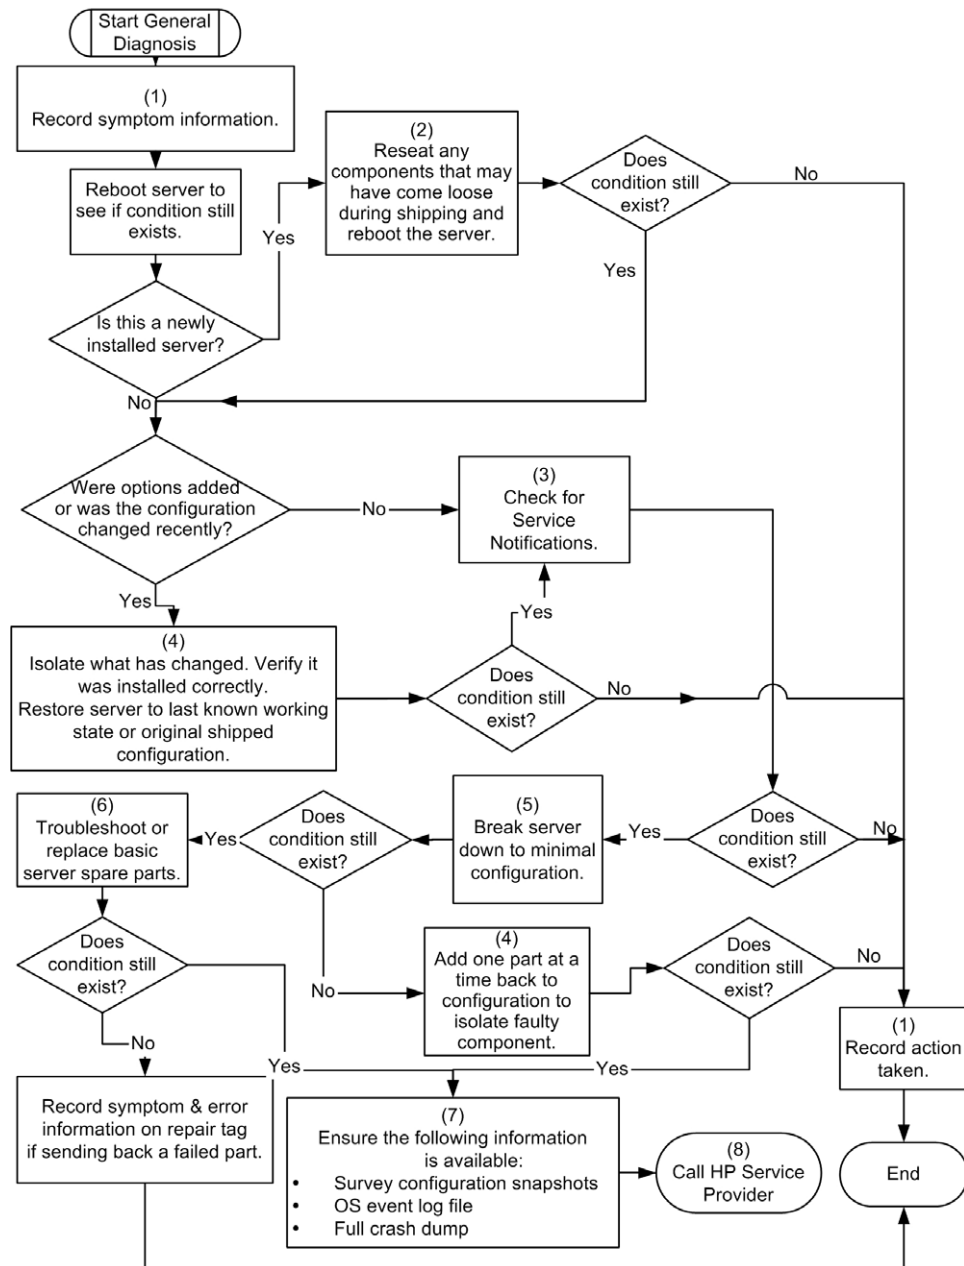 Start General
Diagnosis
(1)
Record symptom information.
Reboot server to
see if condition still
exists.
Yes
(2)
Reseat any
components that may
have come loose
during shipping and
reboot the server.
Does
condition still
exist?
No
Yes
Is this a newly
installed server?
No
Were options added
or was the configuration
changed recently?
No
(3)
Check for
Service
Notifications.
Yes
Yes
(4)
Isolate what has changed. Verify it
was installed correctly.
Restore server to last known working
state or original shipped
configuration.
Does
condition still
exist?
No
(6)
Troubleshoot or
replace basic
server spare parts.
Yes
Does
condition still
exist?
(5)
Break server
down to minimal
configuration.
Yes
Does
condition still
exist?
No
Does
condition still
exist?
No
(4)
Add one part at a
time back to
configuration to
isolate faulty
component.
Does
condition still
exist?
No
(1)
Record action
taken.
No
Yes
Yes
Record symptom & error
information on repair tag
if sending back a failed part.
(7)
Ensure the following information
is available:
• Survey configuration snapshots
• OS event log file
• Full crash dump
(8)
Call HP Service
Provider
End